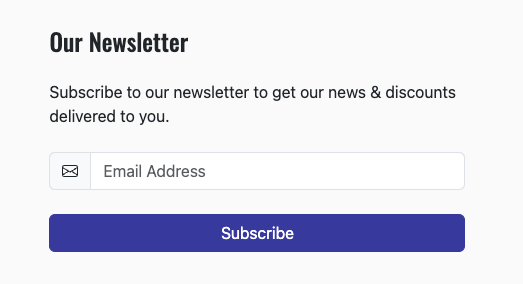 Our Newsletter
Subscribe to our newsletter to get our news & discounts
delivered to you.
Email Address
Subscribe